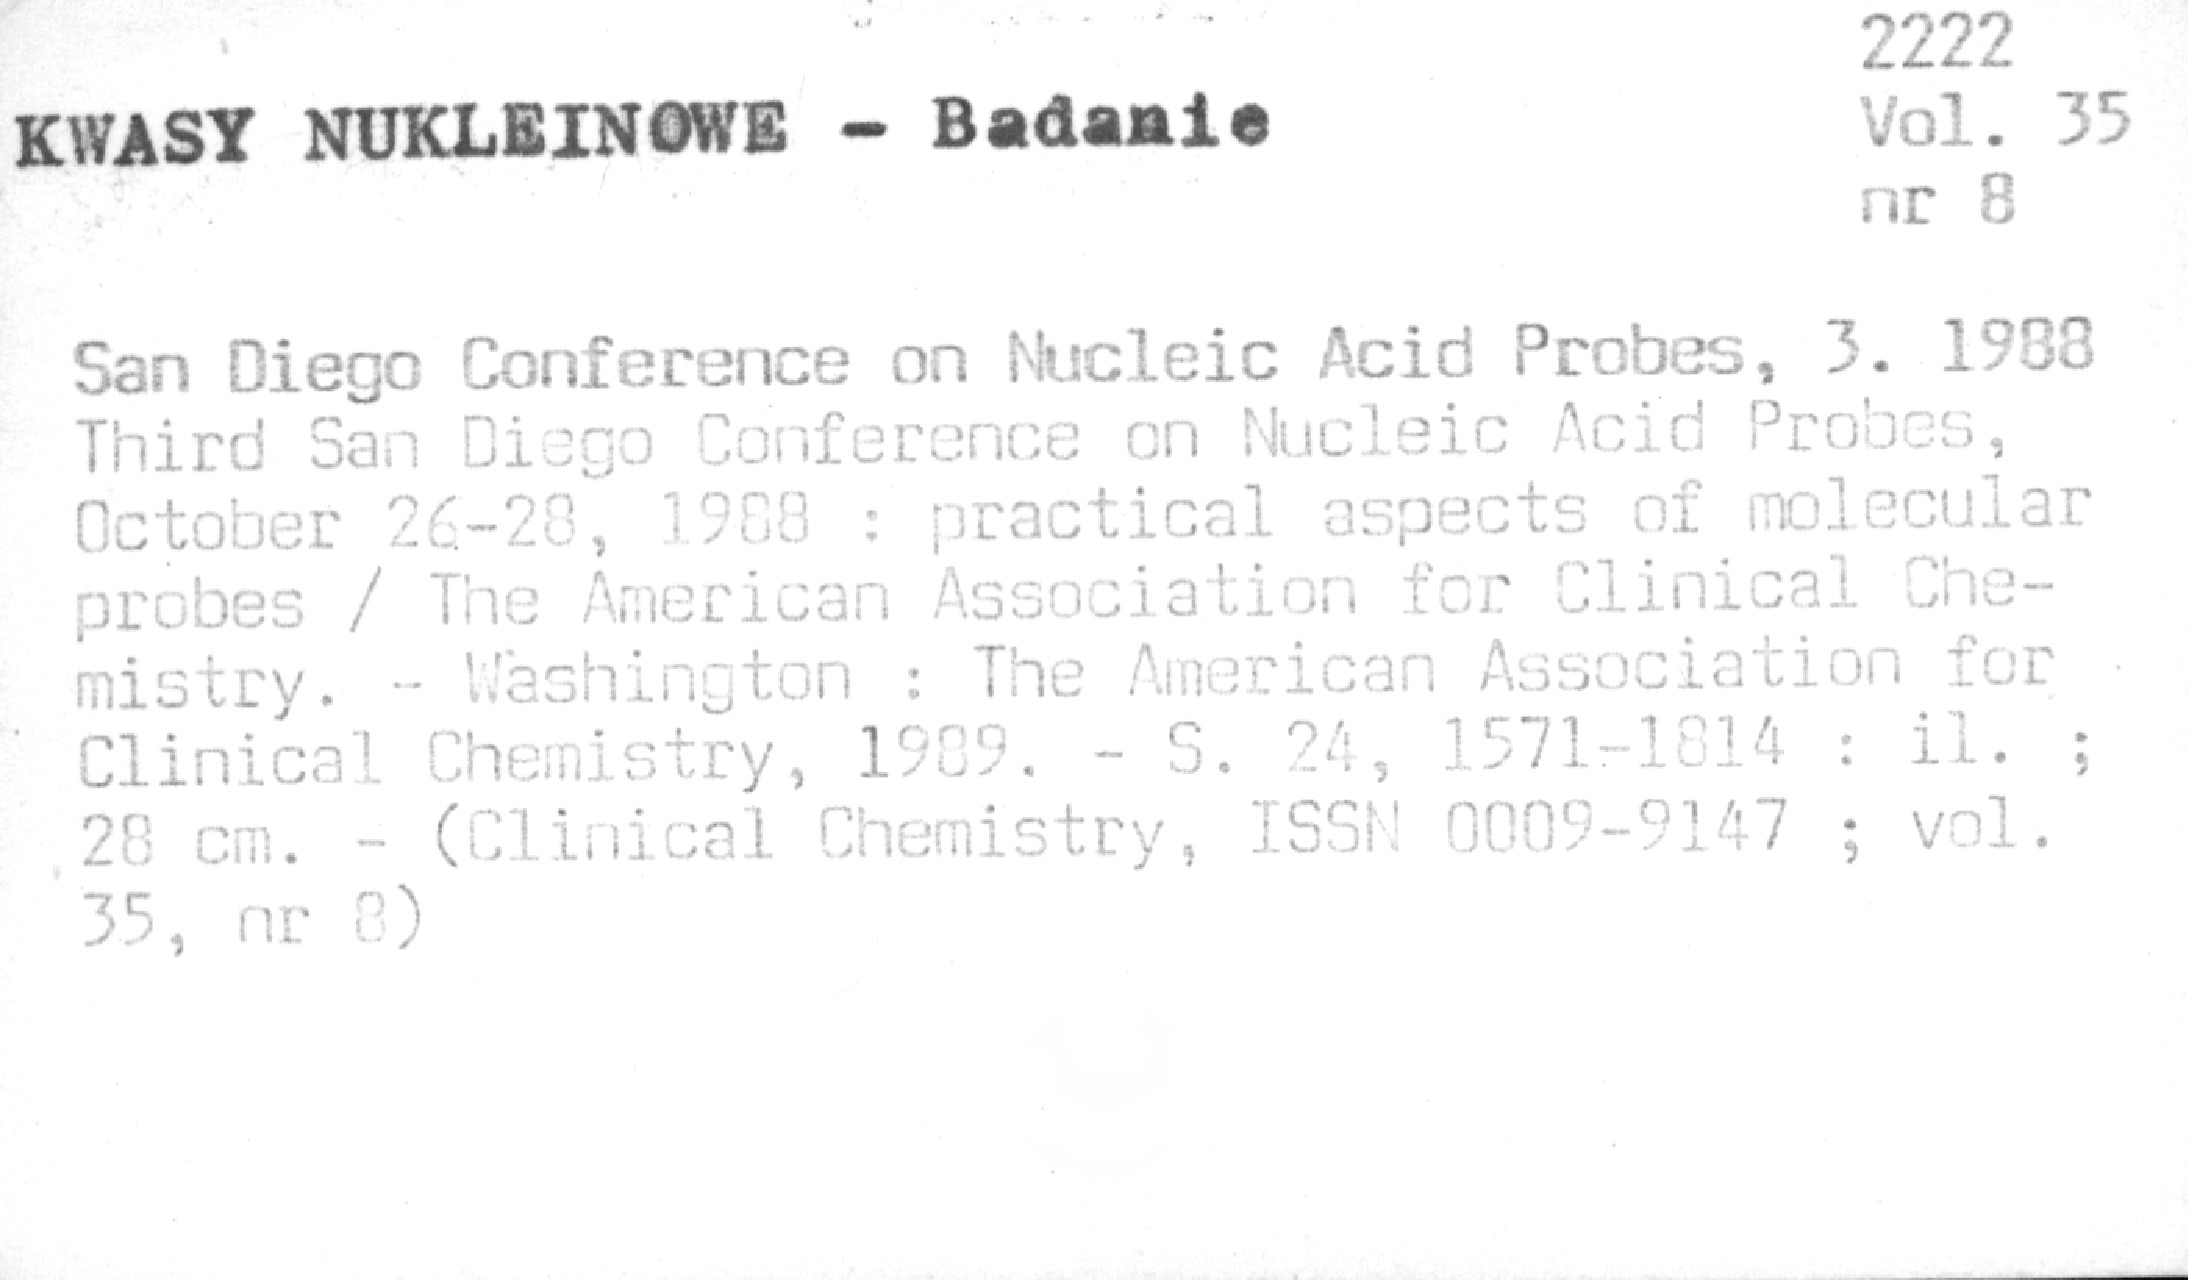 2222
KWASY NUKLEINOWE - Badanie
Vol. 35
nr 8
San Diego Conference on Nucleic Acid Probes, 3. 1988
Third San Diego Conference on Nucleic Acid Probes,
October 26-28, 1988 : practical aspects of molecular
probes / The American Association for Clinical Che-
mistry. - Washington : The American Association for
Clinical Chemistry, 1989. - S. 24, 1571-1814 : il. ;
28 cm. - (Clinical Chemistry, ISSN 0009-9147 ; vol.
35, nr 8)